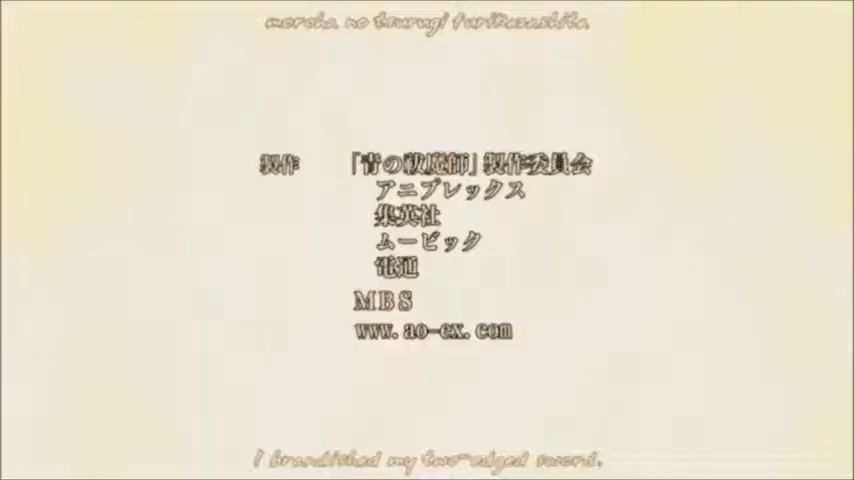 moroha no tsurugi furikazashita
製作 「青の祓魔師」製作委員会
アニプレックス
集英社
ムービック
電通
MBS
www.ao-ex.com
I brandished my two-edged sword.